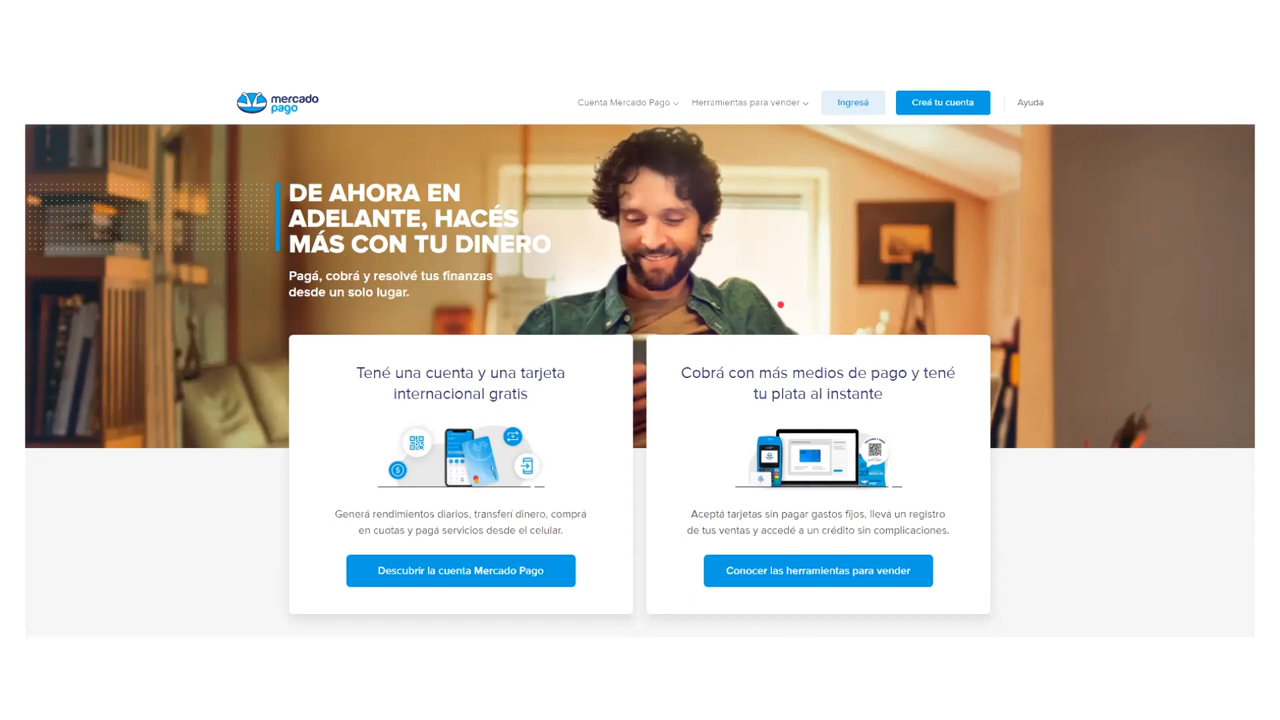 mercado
pago
Cuenta Mercado Pago
Herramientas para vender
Ingresá
Creá tu cuenta
Ayuda
DE AHORA EN
ADELANTE, HACÉS
MÁS CON TU DINERO
Pagá, cobrá y resolvé tus finanzas
desde un solo lugar.
Tené una cuenta y una tarjeta
internacional gratis
Generá rendimientos diarios, transferí dinero, comprá
en cuotas y pagá servicios desde el celular.
Descubrir la cuenta Mercado Pago
Cobrá con más medios de pago y tené
tu plata al instante
Aceptá tarjetas sin pagar gastos fijos, llevá un registro
de tus ventas y accedé a un crédito sin complicaciones.
Conocer las herramientas para vender